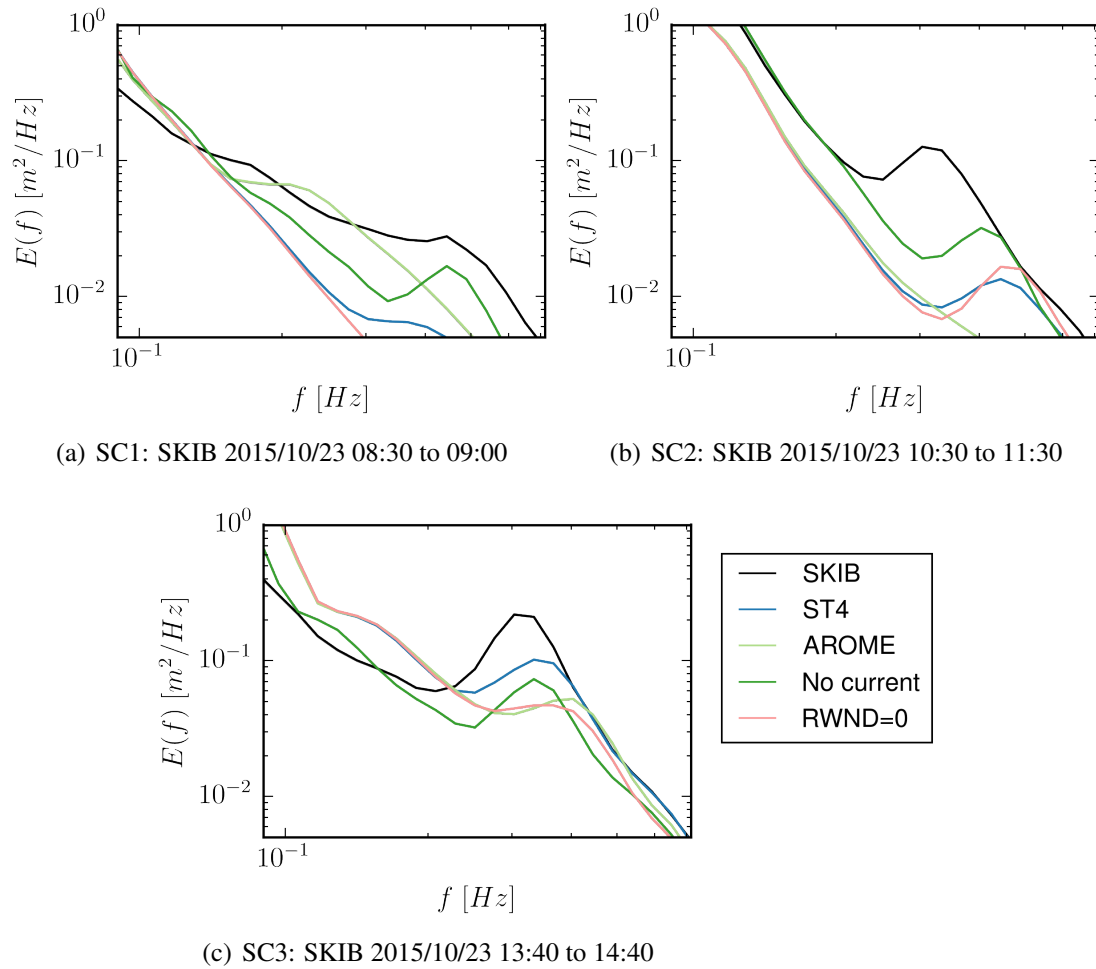 10^0
10^0
E(f) [m^2/Hz]
E(f) [m^2/Hz]
10^{-1}
10^{-1}
10^{-2}
10^{-2}
10^{-1}
10^{-1}
f [Hz]
f [Hz]
(a) SC1: SKIB 2015/10/23 08:30 to 09:00
(b) SC2: SKIB 2015/10/23 10:30 to 11:30
10^0
E(f) [m^2/Hz]
10^{-1}
10^{-2}
10^{-1}
f [Hz]
SKIB
ST4
AROME
No current
RWND=0
(c) SC3: SKIB 2015/10/23 13:40 to 14:40